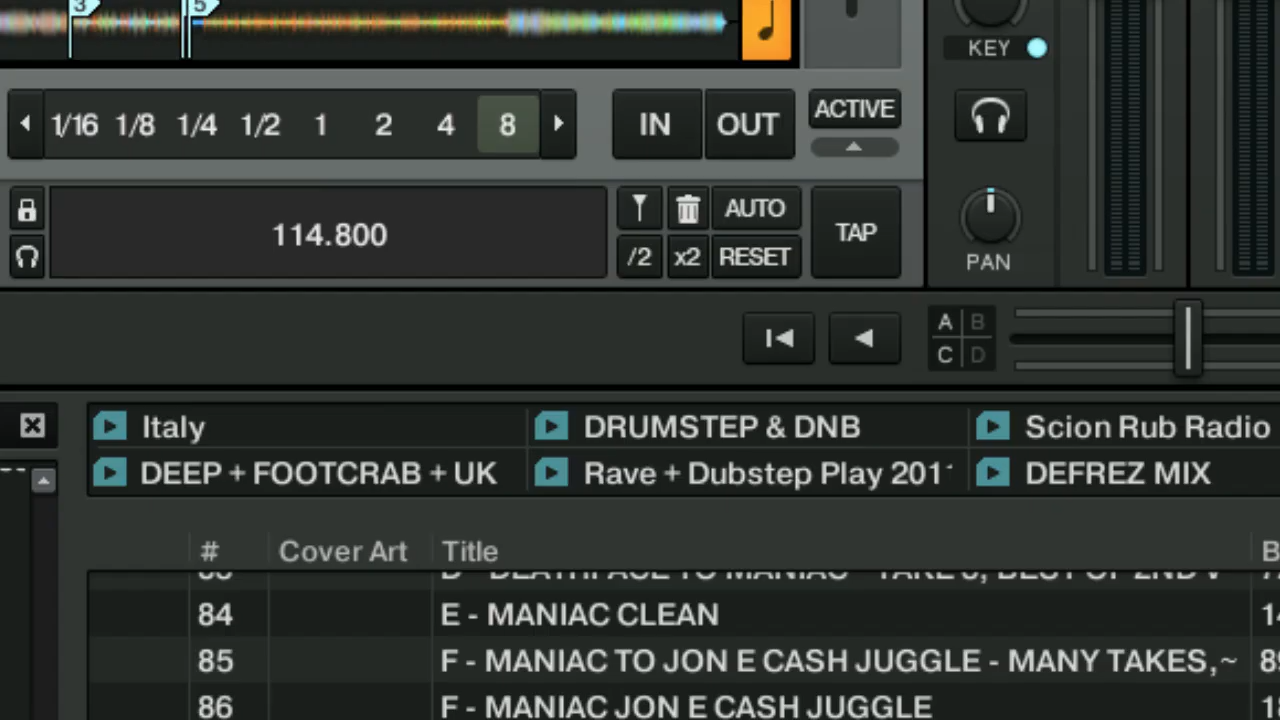 3 5
KEY
1/16 1/8 1/4 1/2 1 2 4 8 IN OUT ACTIVE
114.800 AUTO TAP
/2 x2 RESET
PAN
A B
C D
Italy DRUMSTEP & DNB Scion Rub Radio
DEEP + FOOTCRAB + UK Rave + Dubstep Play 201 DEFREZ MIX
# Cover Art Title B
84 E - MANIAC CLEAN
85 F - MANIAC TO JON E CASH JUGGLE - MANY TAKES,~
86 F - MANIAC JON E CASH JUGGLE